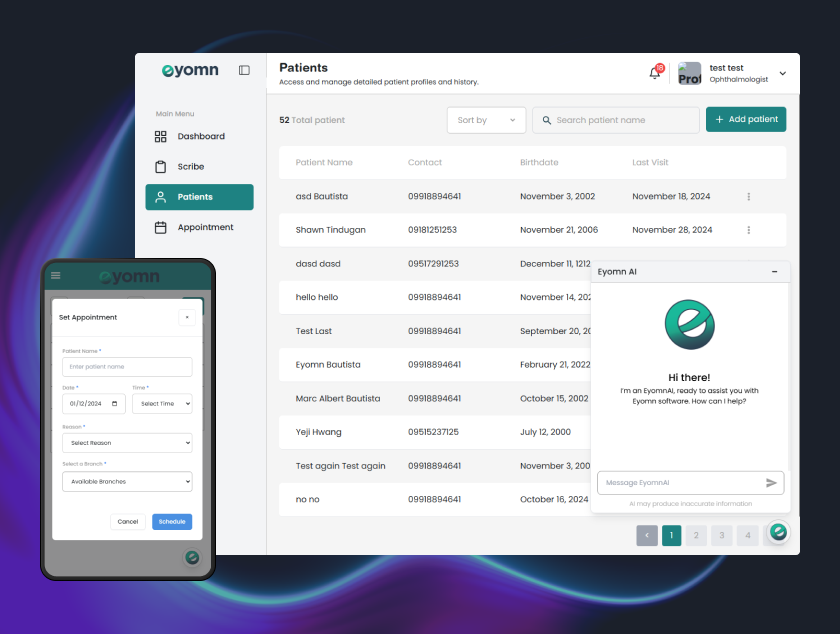 eyomn
Patients
Access and manage detailed patient profiles and history.
18
Prof
test test
Ophthalmologist
Main Menu
Dashboard
Scribe
Patients
Appointment
52 Total patient
Sort by
Search patient name
+ Add patient
Patient Name Contact Birthdate Last Visit
asd Bautista 09918894641 November 3, 2002 November 18, 2024
Shawn Tindugan 09181251253 November 21, 2006 November 28, 2024
dasd dasd 09517291253 December 11, 1212
hello hello 09918894641 November 14, 202
Test Last 09918894641 September 20, 20
Eyomn Bautista 09918894641 February 21, 2022
Marc Albert Bautista 09918894641 October 15, 2002
Yeji Hwang 09515237125 July 12, 2000
Test again Test again 09918894641 November 3, 200
no no 09918894641 October 16, 2024
< 1 2 3 4
Eyomn AI
Hi there!
I'm an EyomnAI, ready to assist you with
Eyomn software. How can I help?
Message EyomnAI
AI may produce inaccurate information
eyomn
Set Appointment
Patient Name *
Enter patient name
Date * Time *
01/12/2024 Select Time
Reason *
Select Reason
Select a Branch *
Available Branches
Cancel Schedule